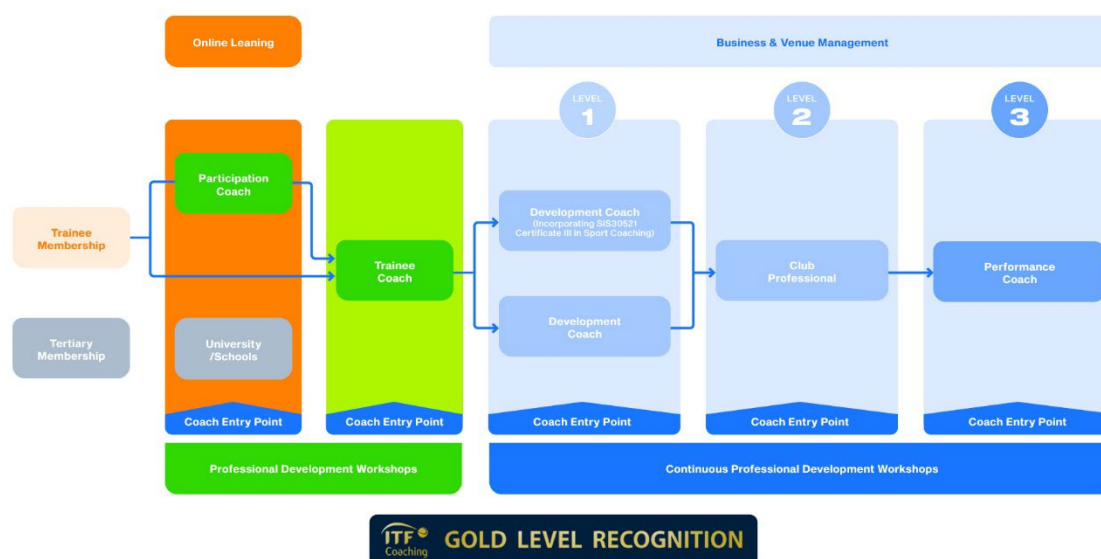 Online Leaning
Business & Venue Management
LEVEL
1
LEVEL
2
LEVEL
3
Participation
Coach
Trainee
Membership
Development Coach
(Incorporating SIS30521
Certificate III in Sport Coaching)
Trainee
Coach
Club
Professional
Performance
Coach
Tertiary
Membership
University
/Schools
Development
Coach
Coach Entry Point
Coach Entry Point
Coach Entry Point
Coach Entry Point
Coach Entry Point
Professional Development Workshops
Continuous Professional Development Workshops
ITF
Coaching
GOLD LEVEL RECOGNITION